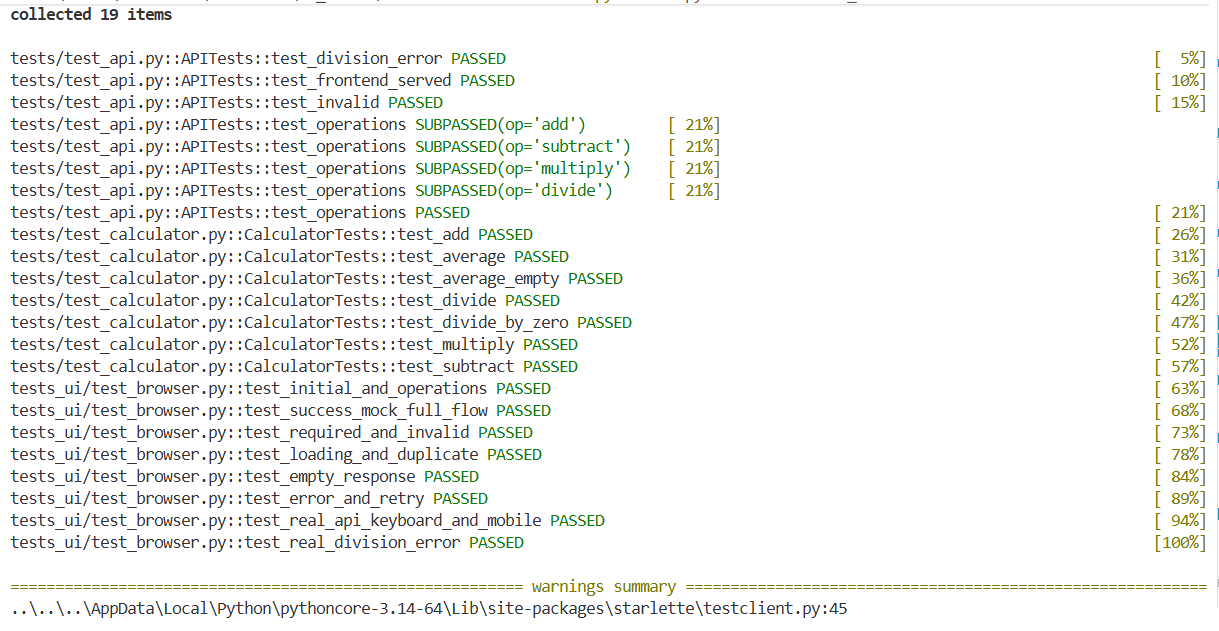 collected 19 items
tests/test_api.py::APITests::test_division_error PASSED [  5%]
tests/test_api.py::APITests::test_frontend_served PASSED [ 10%]
tests/test_api.py::APITests::test_invalid PASSED [ 15%]
tests/test_api.py::APITests::test_operations SUBPASSED(op='add') [ 21%]
tests/test_api.py::APITests::test_operations SUBPASSED(op='subtract') [ 21%]
tests/test_api.py::APITests::test_operations SUBPASSED(op='multiply') [ 21%]
tests/test_api.py::APITests::test_operations SUBPASSED(op='divide') [ 21%]
tests/test_api.py::APITests::test_operations PASSED [ 21%]
tests/test_calculator.py::CalculatorTests::test_add PASSED [ 26%]
tests/test_calculator.py::CalculatorTests::test_average PASSED [ 31%]
tests/test_calculator.py::CalculatorTests::test_average_empty PASSED [ 36%]
tests/test_calculator.py::CalculatorTests::test_divide PASSED [ 42%]
tests/test_calculator.py::CalculatorTests::test_divide_by_zero PASSED [ 47%]
tests/test_calculator.py::CalculatorTests::test_multiply PASSED [ 52%]
tests/test_calculator.py::CalculatorTests::test_subtract PASSED [ 57%]
tests_ui/test_browser.py::test_initial_and_operations PASSED [ 63%]
tests_ui/test_browser.py::test_success_mock_full_flow PASSED [ 68%]
tests_ui/test_browser.py::test_required_and_invalid PASSED [ 73%]
tests_ui/test_browser.py::test_loading_and_duplicate PASSED [ 78%]
tests_ui/test_browser.py::test_empty_response PASSED [ 84%]
tests_ui/test_browser.py::test_error_and_retry PASSED [ 89%]
tests_ui/test_browser.py::test_real_api_keyboard_and_mobile PASSED [ 94%]
tests_ui/test_browser.py::test_real_division_error PASSED [100%]
========================================================= warnings summary ==========================================================
..\..\..\AppData\Local\Python\pythoncore-3.14-64\Lib\site-packages\starlette\testclient.py:45